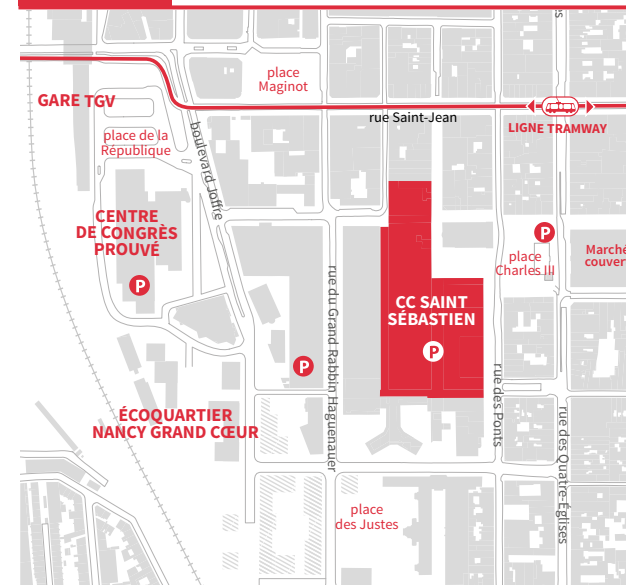 place
Maginot
GARE TGV
rue Saint-Jean
LIGNE TRAMWAY
place de la
République
boulevard Joffre
CENTRE
DE CONGRÈS
PROUVÉ
P
P
place
Charles III
Marché
couver
CC SAINT
SÉBASTIEN
P
rue du Grand Rabbin Haguenauer
P
rue des Ponts
ÉCOQUARTIER
NANCY GRAND CŒUR
rue des Quatre-Églises
place
des Justes